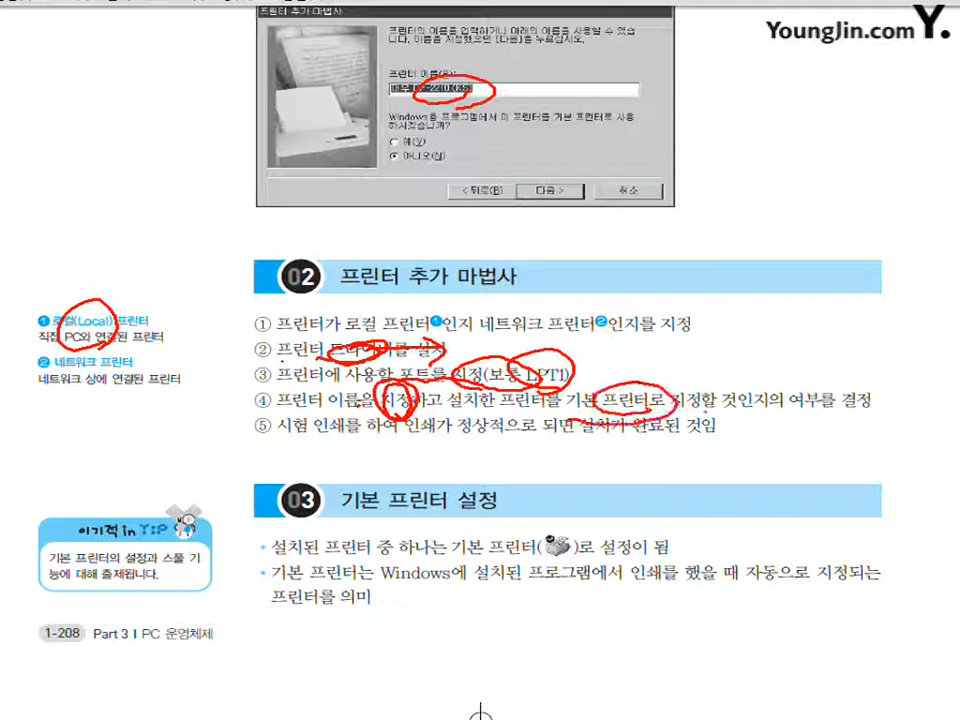 YoungJin.com Y.
프린터 추가 마법사
프린터의 이름을 입력하거나 아래의 이름을 사용할 수 있습
니다. 이름을 지정했으면 [다음]을 누르십시오.
프린터 이름(P):
Windows용 프로그램에서 이 프린터를 기본 프린터로 사용
하시겠습니까?
예(Y)
아니오(N)
< 뒤로(B)
다음 >
취소
02 프린터 추가 마법사
① 프린터가 로컬 프린터❶인지 네트워크 프린터❷인지를 지정
② 프린터 드라이버를 설치
③ 프린터에 사용할 포트를 지정(보통 LPT1)
④ 프린터 이름을 지정하고 설치한 프린터를 기본 프린터로 지정할 것인지의 여부를 결정
⑤ 시험 인쇄를 하여 인쇄가 정상적으로 되면 설치가 완료된 것임
❶ 로컬(Local) 프린터
직접 PC와 연결된 프린터
❷ 네트워크 프린터
네트워크 상에 연결된 프린터
03 기본 프린터 설정
• 설치된 프린터 중 하나는 기본 프린터( )로 설정이 됨
• 기본 프린터는 Windows에 설치된 프로그램에서 인쇄를 했을 때 자동으로 지정되는
프린터를 의미
이기적 in TIP
기본 프린터의 설정과 스풀 기
능에 대해 출제됩니다.
1-208 Part 3 I PC 운영체제